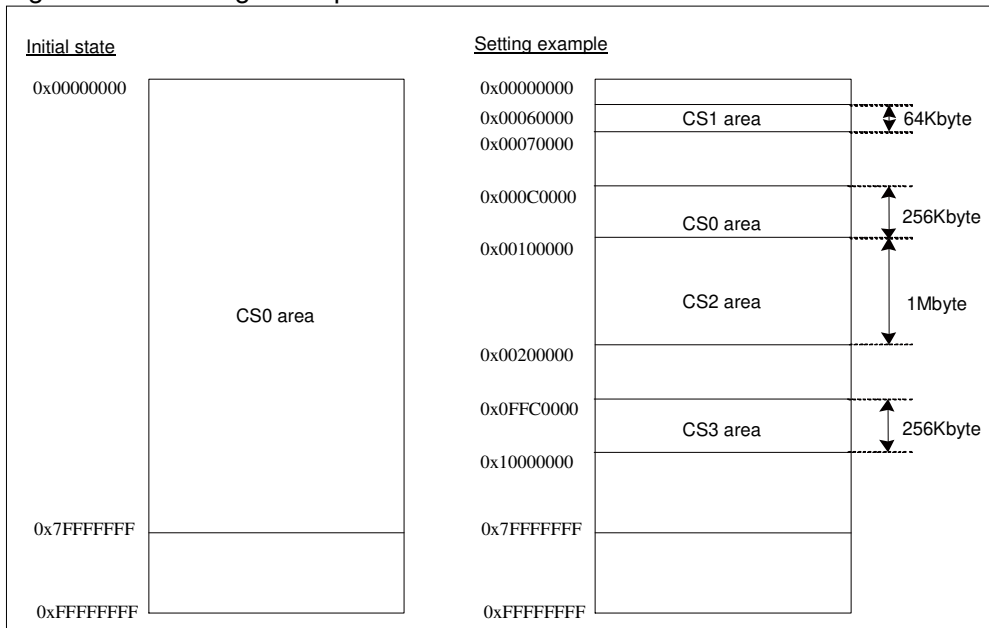 Initial state
0x00000000
CS0 area
0x7FFFFFFF
0xFFFFFFFF
Setting example
0x00000000
0x00060000
CS1 area
64Kbyte
0x00070000
0x000C0000
CS0 area
256Kbyte
0x00100000
CS2 area
1Mbyte
0x00200000
0x0FFC0000
CS3 area
256Kbyte
0x10000000
0x7FFFFFFF
0xFFFFFFFF